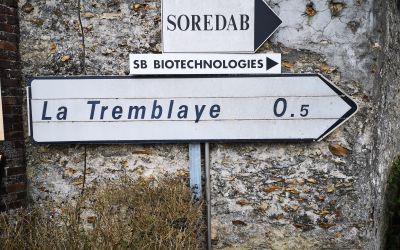 SOREDAB
SB BIOTECHNOLOGIES
La Tremblaye 0.5